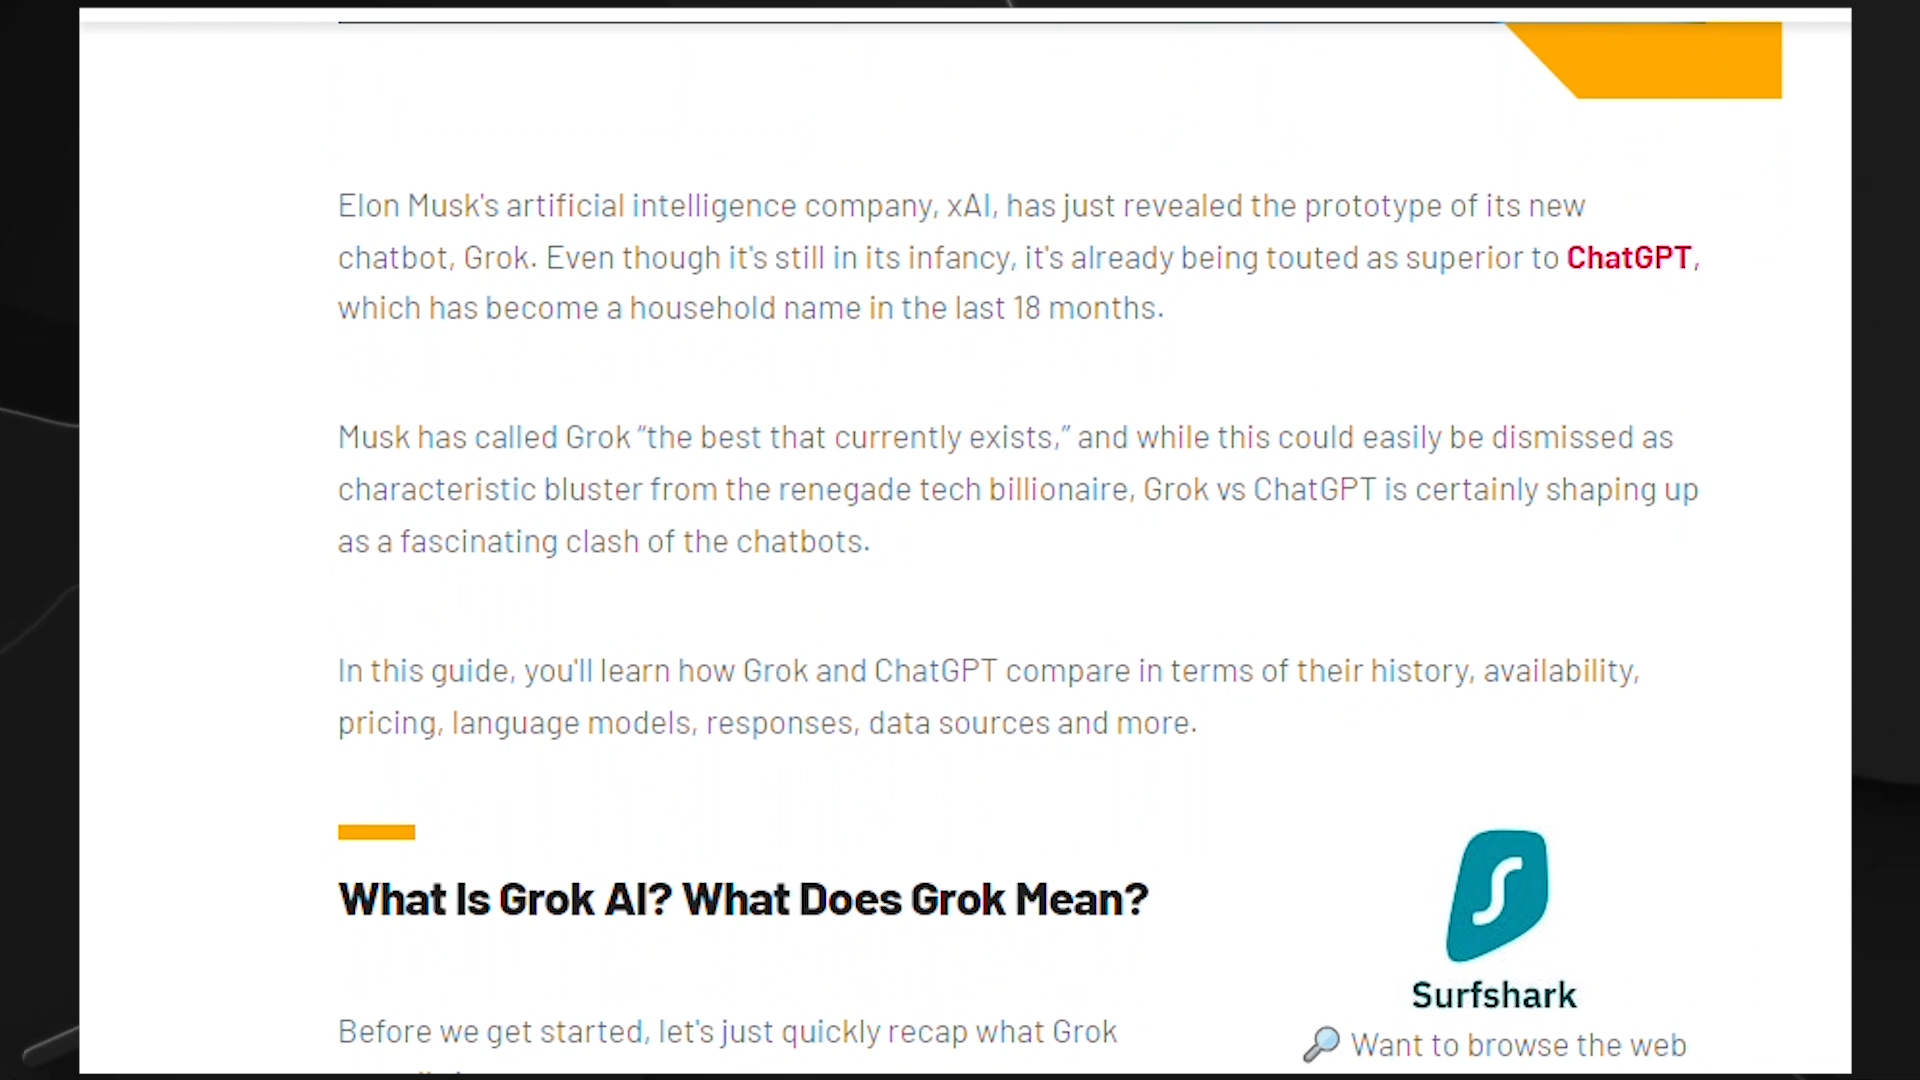 Elon Musk's artificial intelligence company, xAI, has just revealed the prototype of its new
chatbot, Grok. Even though it's still in its infancy, it's already being touted as superior to ChatGPT,
which has become a household name in the last 18 months.
Musk has called Grok “the best that currently exists,” and while this could easily be dismissed as
characteristic bluster from the renegade tech billionaire, Grok vs ChatGPT is certainly shaping up
as a fascinating clash of the chatbots.
In this guide, you'll learn how Grok and ChatGPT compare in terms of their history, availability,
pricing, language models, responses, data sources and more.
What Is Grok AI? What Does Grok Mean?
Before we get started, let's just quickly recap what Grok
Surfshark
🔎 Want to browse the web